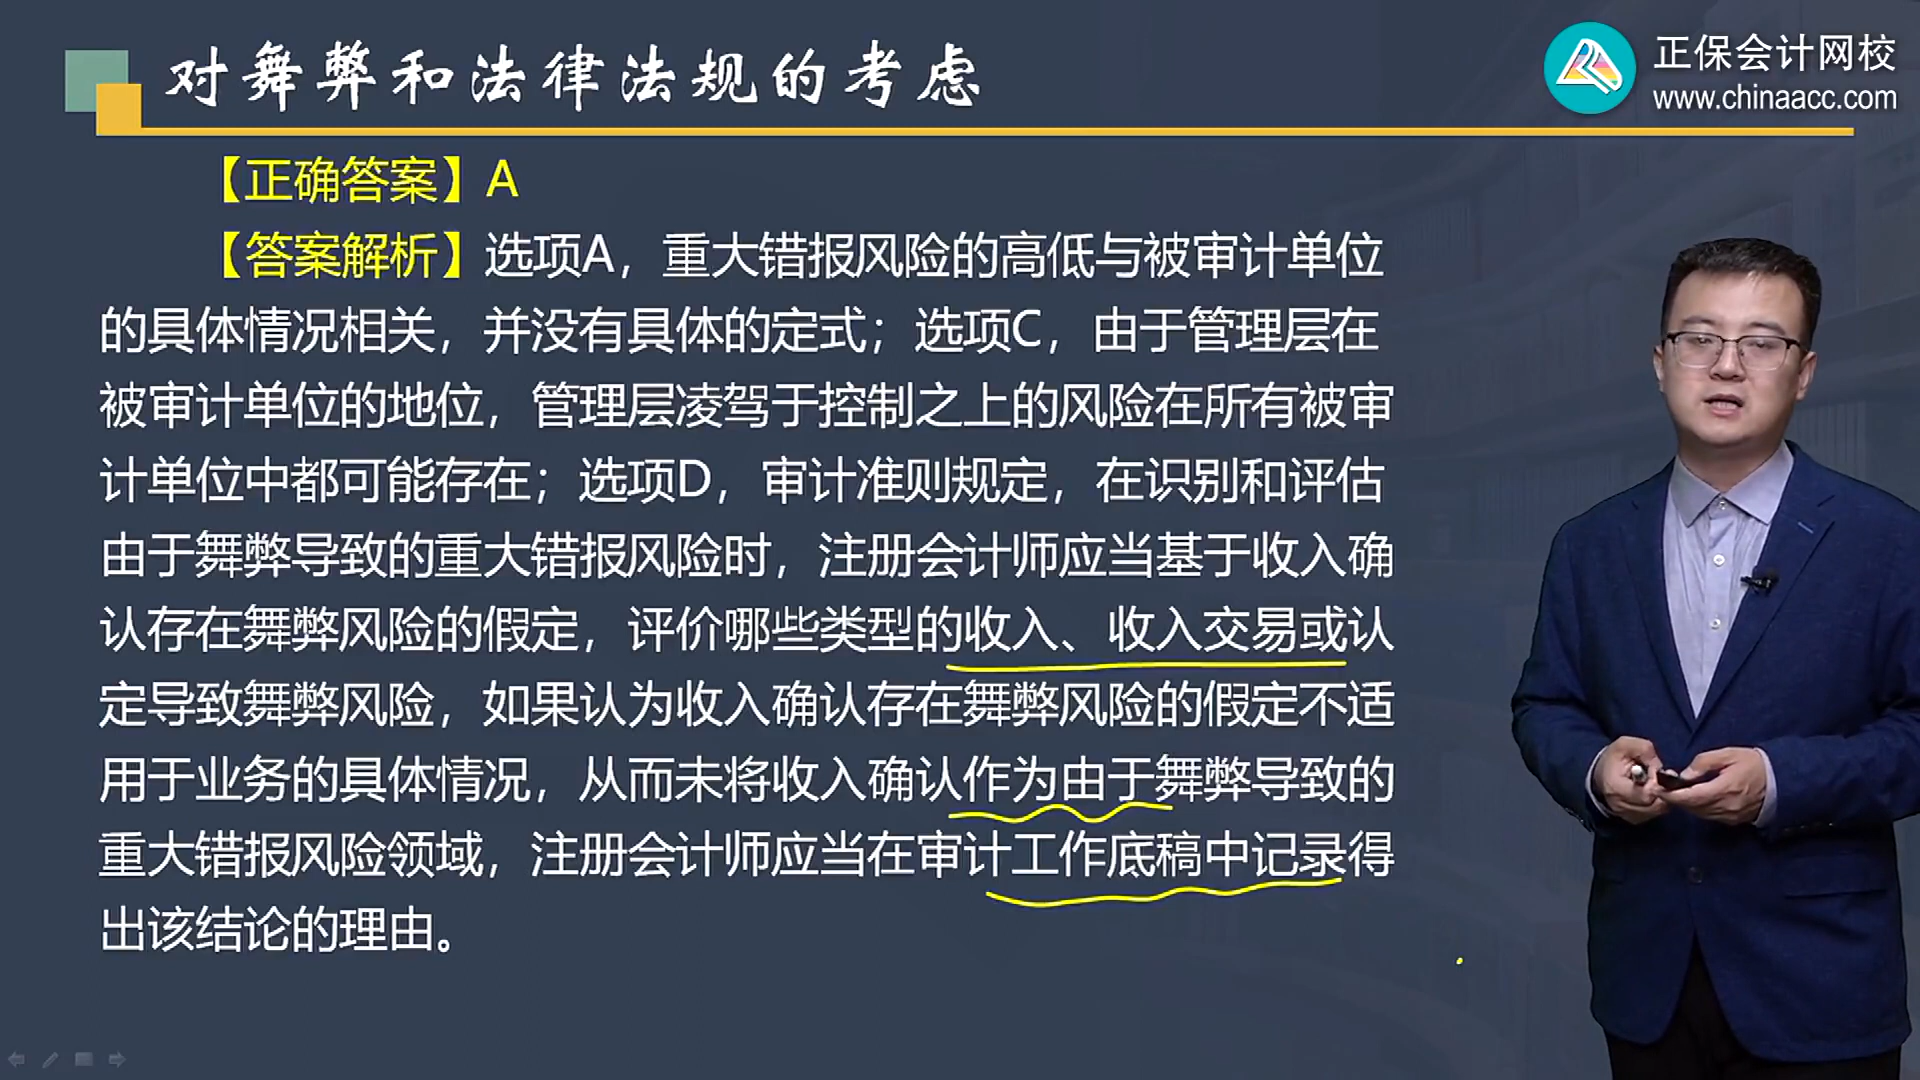 对舞弊和法律法规的考虑
正保会计网校
www.chinaacc.com
【正确答案】A
【答案解析】选项A，重大错报风险的高低与被审计单位
的具体情况相关，并没有具体的定式；选项C，由于管理层在
被审计单位的地位，管理层凌驾于控制之上的风险在所有被审
计单位中都可能存在；选项D，审计准则规定，在识别和评估
由于舞弊导致的重大错报风险时，注册会计师应当基于收入确
认存在舞弊风险的假定，评价哪些类型的收入、收入交易或认
定导致舞弊风险，如果认为收入确认存在舞弊风险的假定不适
用于业务的具体情况，从而未将收入确认作为由于舞弊导致的
重大错报风险领域，注册会计师应当在审计工作底稿中记录得
出该结论的理由。